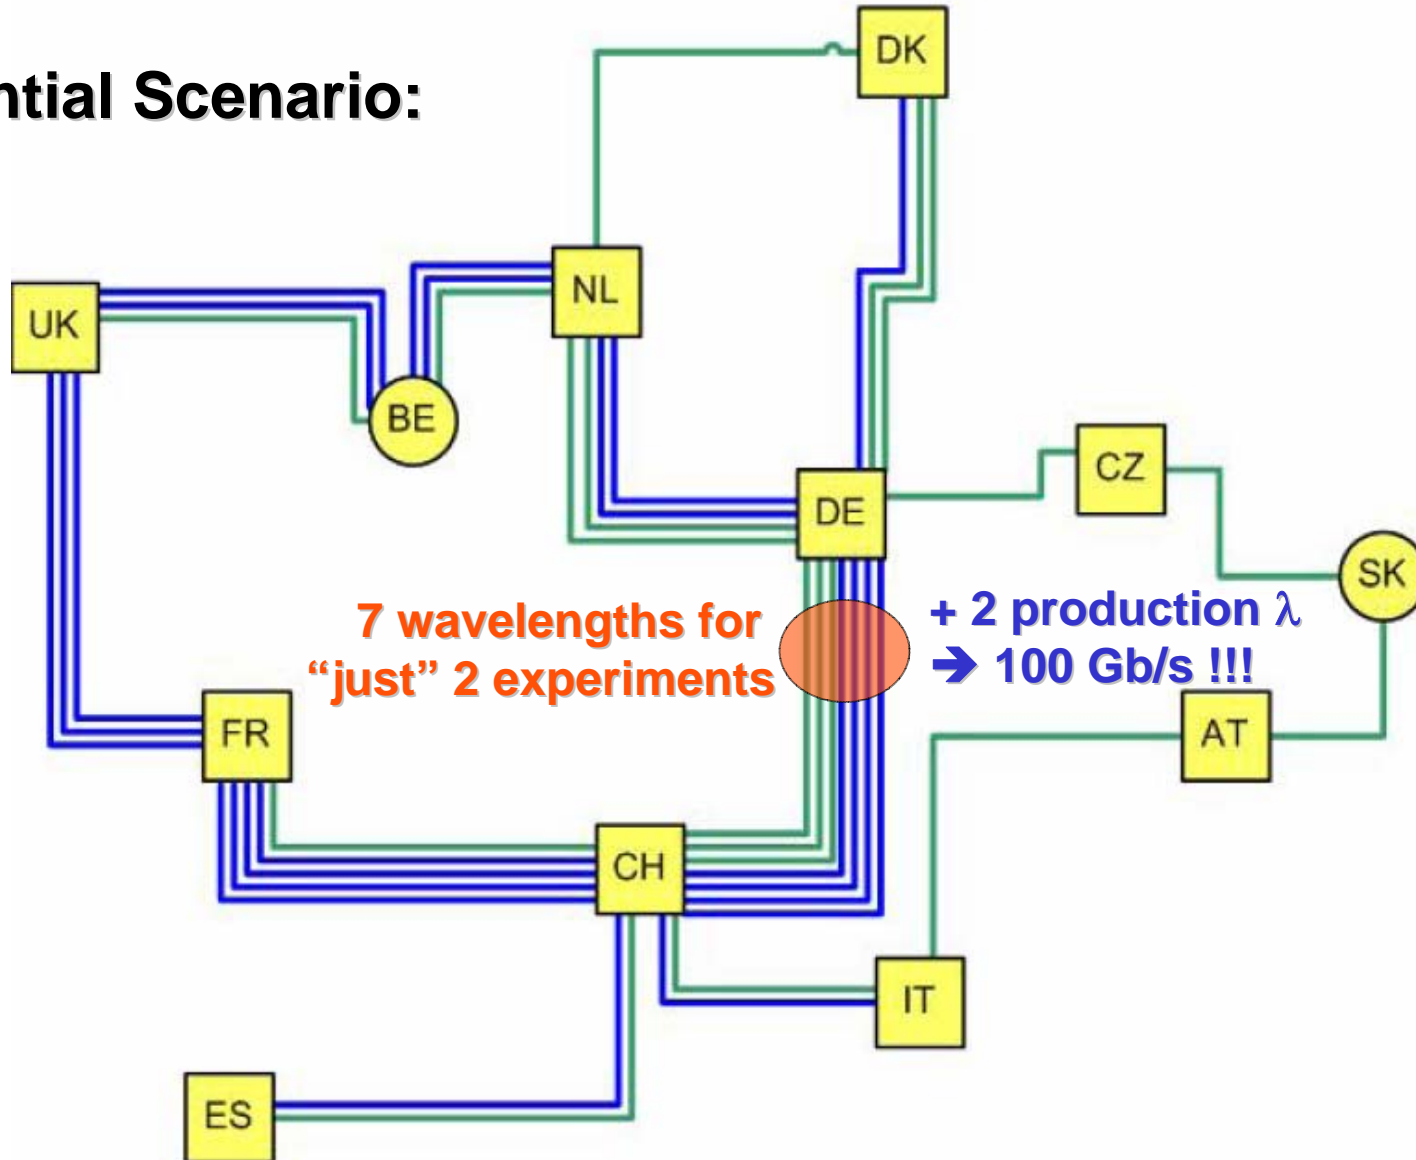 DK
ntial Scenario:
NL
UK
BE
CZ
DE
SK
7 wavelengths for
“just” 2 experiments
+ 2 production λ
➔ 100 Gb/s !!!
FR
AT
CH
IT
ES